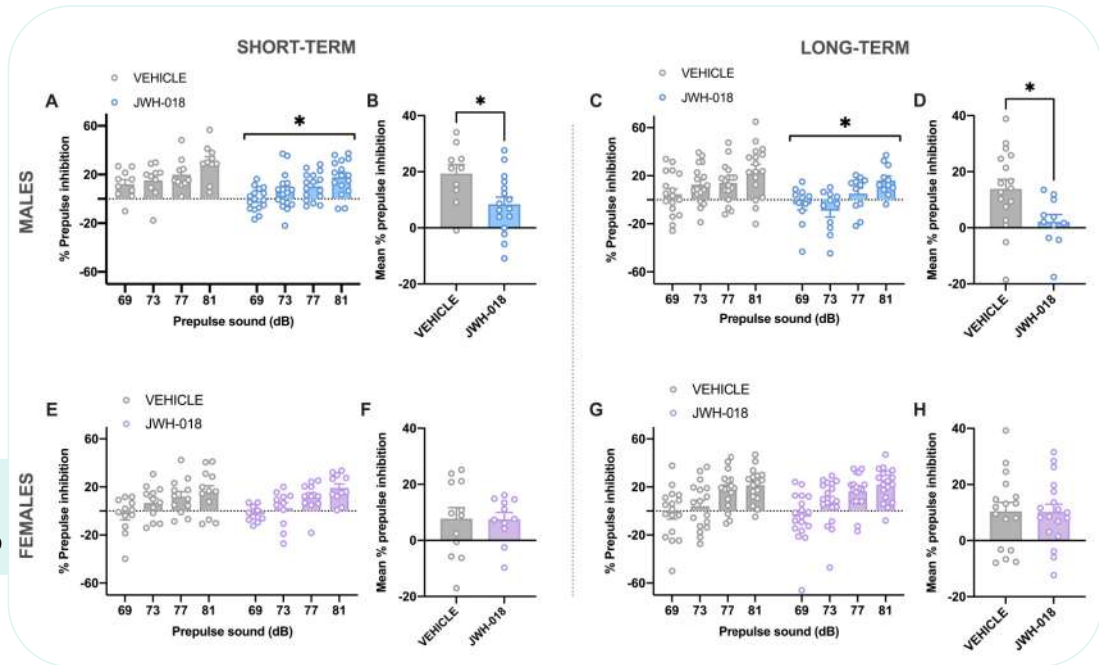 SHORT-TERM
LONG-TERM
MALES
FEMALES
A
VEHICLE
JWH-018
% Prepulse inhibition
60
20
-20
-60
*
69 73 77 81 69 73 77 81
Prepulse sound (dB)
B
Mean % prepulse inhibition
40
20
0
-20
*
VEHICLE
JWH-018
C
VEHICLE
JWH-018
% Prepulse inhibition
60
20
-20
-60
*
69 73 77 81 69 73 77 81
Prepulse sound (dB)
D
Mean % prepulse inhibition
40
20
0
-20
*
VEHICLE
JWH-018
E
VEHICLE
JWH-018
% Prepulse inhibition
60
20
-20
-60
69 73 77 81 69 73 77 81
Prepulse sound (dB)
F
Mean % prepulse inhibition
40
20
0
-20
VEHICLE
JWH-018
G
VEHICLE
JWH-018
% Prepulse inhibition
60
20
-20
-60
69 73 77 81 69 73 77 81
Prepulse sound (dB)
H
Mean % prepulse inhibition
40
20
0
-20
VEHICLE
JWH-018